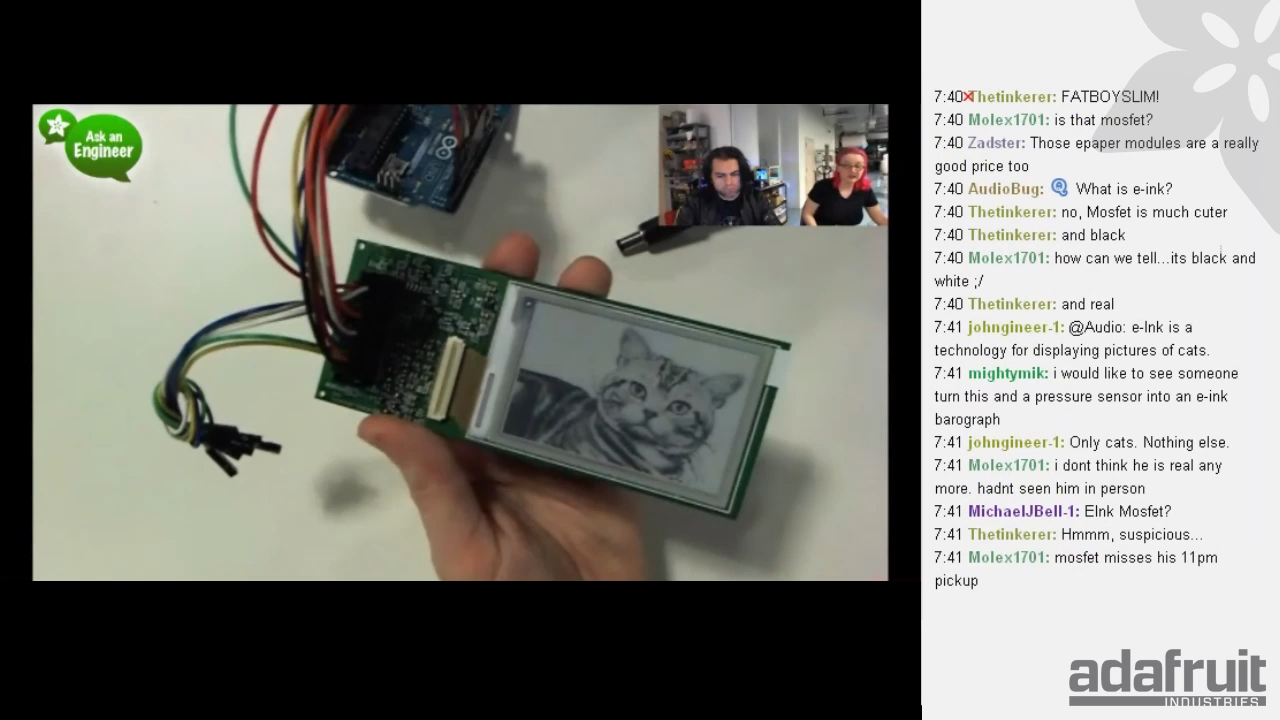 Ask an
Engineer
7:40 Thetinkerer: FATBOYSLIM!
7:40 Molex1701: is that mosfet?
7:40 Zadster: Those epaper modules are a really
good price too
7:40 AudioBug: What is e-ink?
7:40 Thetinkerer: no, Mosfet is much cuter
7:40 Thetinkerer: and black
7:40 Molex1701: how can we tell...its black and
white ;/
7:40 Thetinkerer: and real
7:41 johngineer-1: @Audio: e-Ink is a
technology for displaying pictures of cats.
7:41 mightymik: i would like to see someone
turn this and a pressure sensor into an e-ink
barograph
7:41 johngineer-1: Only cats. Nothing else.
7:41 Molex1701: i dont think he is real any
more. hadnt seen him in person
7:41 MichaelJBell-1: EInk Mosfet?
7:41 Thetinkerer: Hmmm, suspicious...
7:41 Molex1701: mosfet misses his 11pm
pickup
adafruit
INDUSTRIES